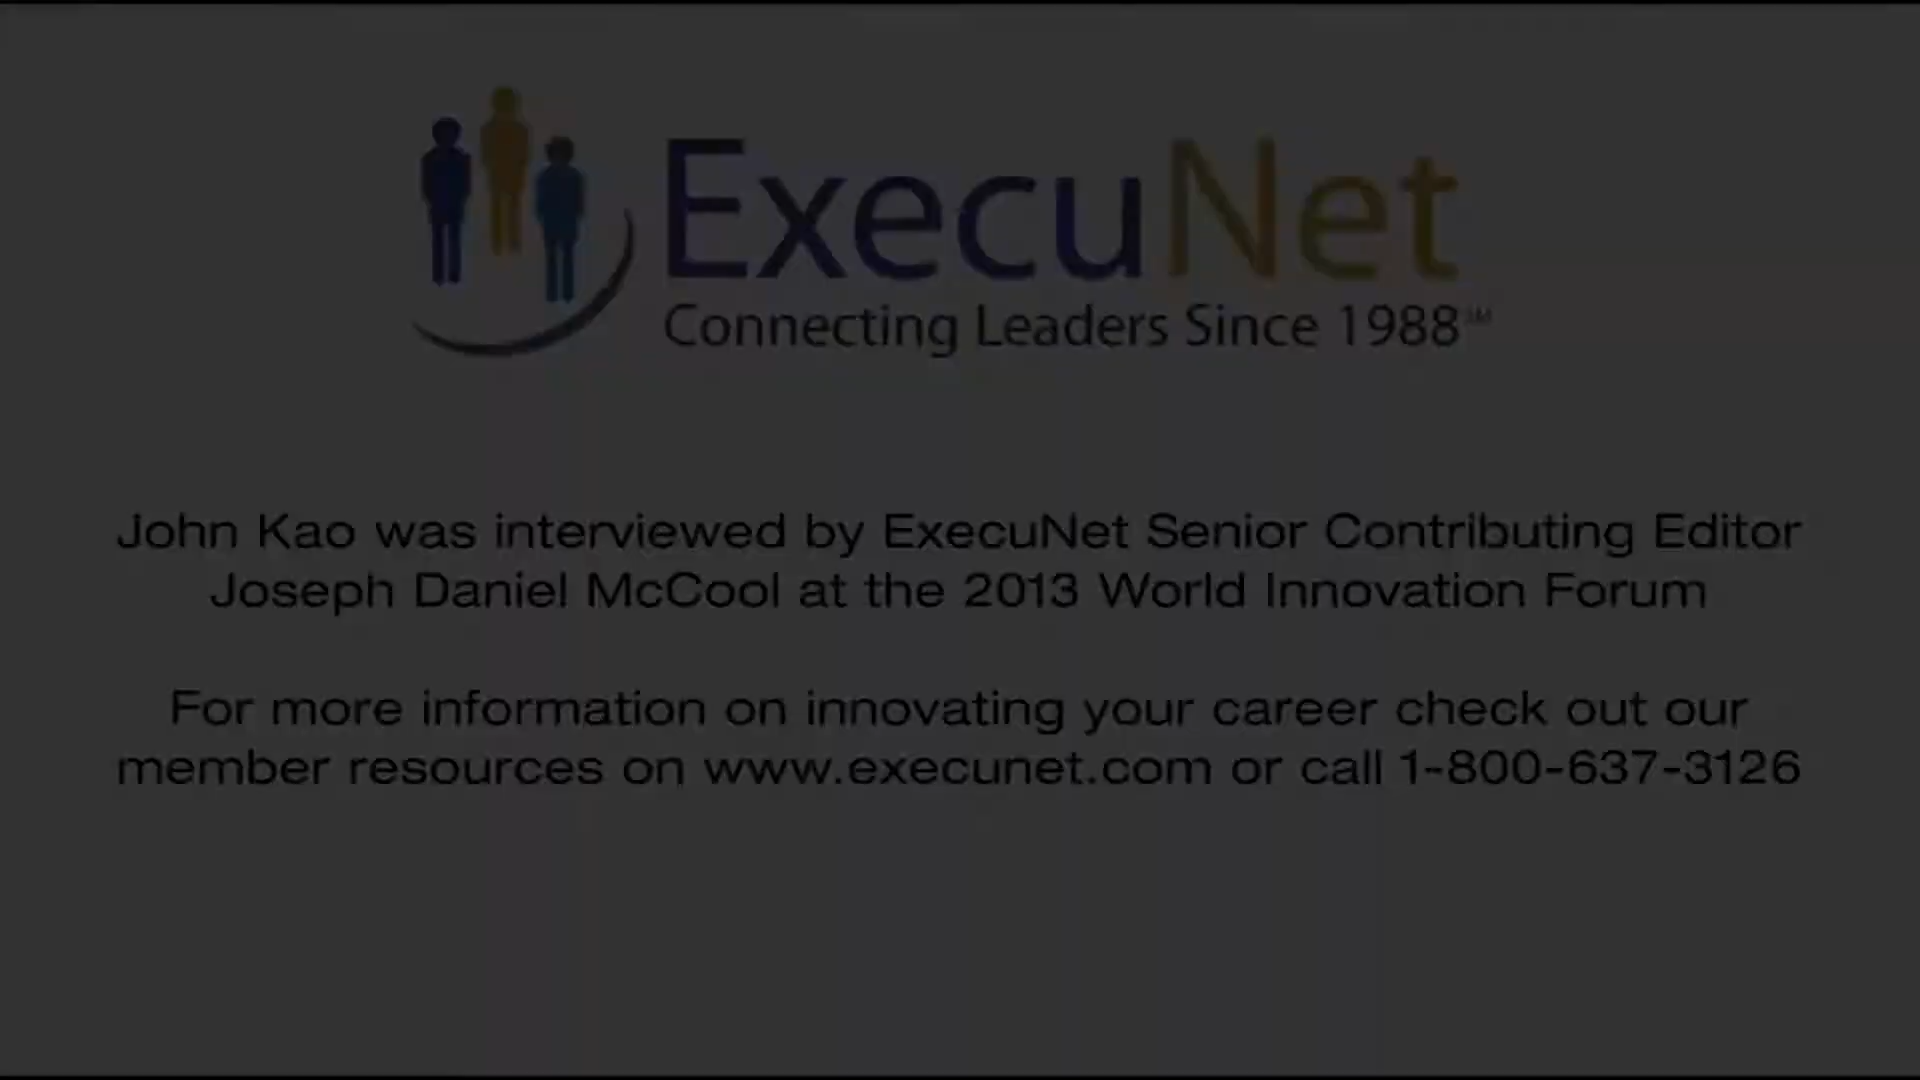 ExecuNet
Connecting Leaders Since 1988℠
John Kao was interviewed by ExecuNet Senior Contributing Editor
Joseph Daniel McCool at the 2013 World Innovation Forum
For more information on innovating your career check out our
member resources on www.execunet.com or call 1-800-637-3126